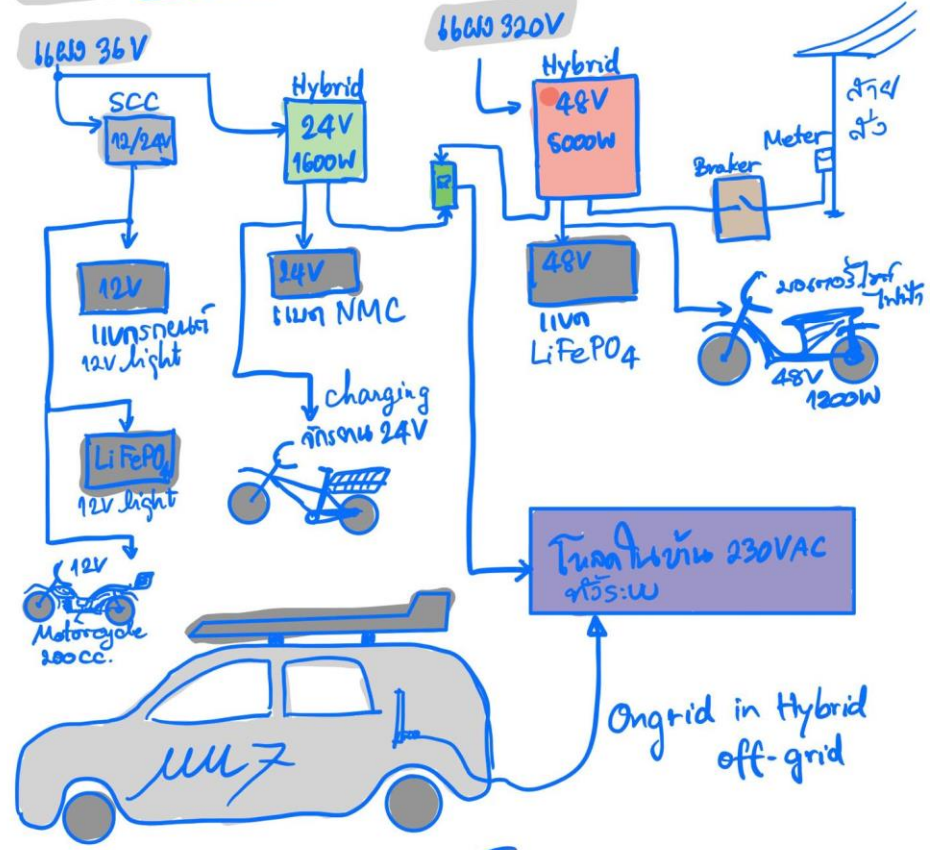 แผง 36V
แผง 320V
SCC
12/24V
Hybrid
24V
1600W
Hybrid
48V
5000W
Braker
Meter
สาย
ส่ง
12V
แบตรถยนต์
12V light
24V
แบต NMC
48V
แบต
LiFePO4
มอเตอร์ไซค์
ไฟฟ้า
48V
1200W
charging
จักรยาน 24V
LiFePO4
12V light
12V
Motorcycle
200cc.
โหลดในบ้าน 230VAC
ทั้งระบบ
Ongrid in Hybrid
off-grid